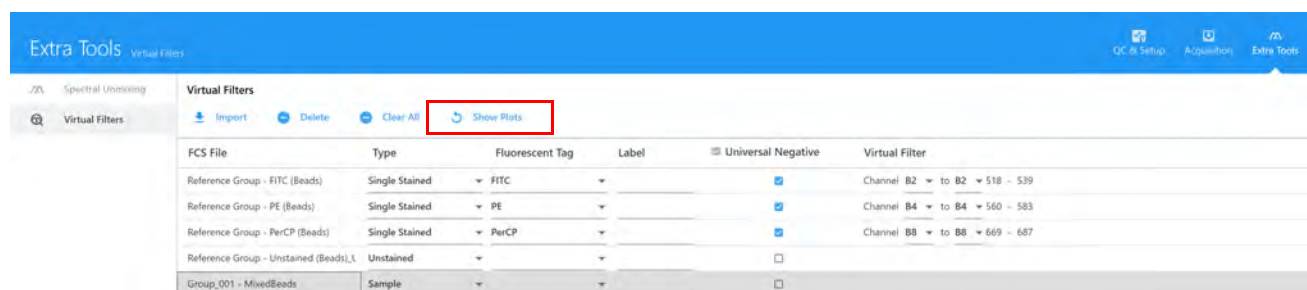 Extra Tools Virtual Filters
QC & Setup Acquisition Extra Tools
Spectral Unmixing
Virtual Filters
Virtual Filters
Import Delete Clear All Show Plots
FCS File Type Fluorescent Tag Label Universal Negative Virtual Filter
Reference Group - FITC (Beads) Single Stained FITC Channel B2 to B2 518 - 539
Reference Group - PE (Beads) Single Stained PE Channel B4 to B4 560 - 583
Reference Group - PerCP (Beads) Single Stained PerCP Channel B8 to B8 669 - 687
Reference Group - Unstained (Beads)_U Unstained
Group_001 - MixedBeads Sample